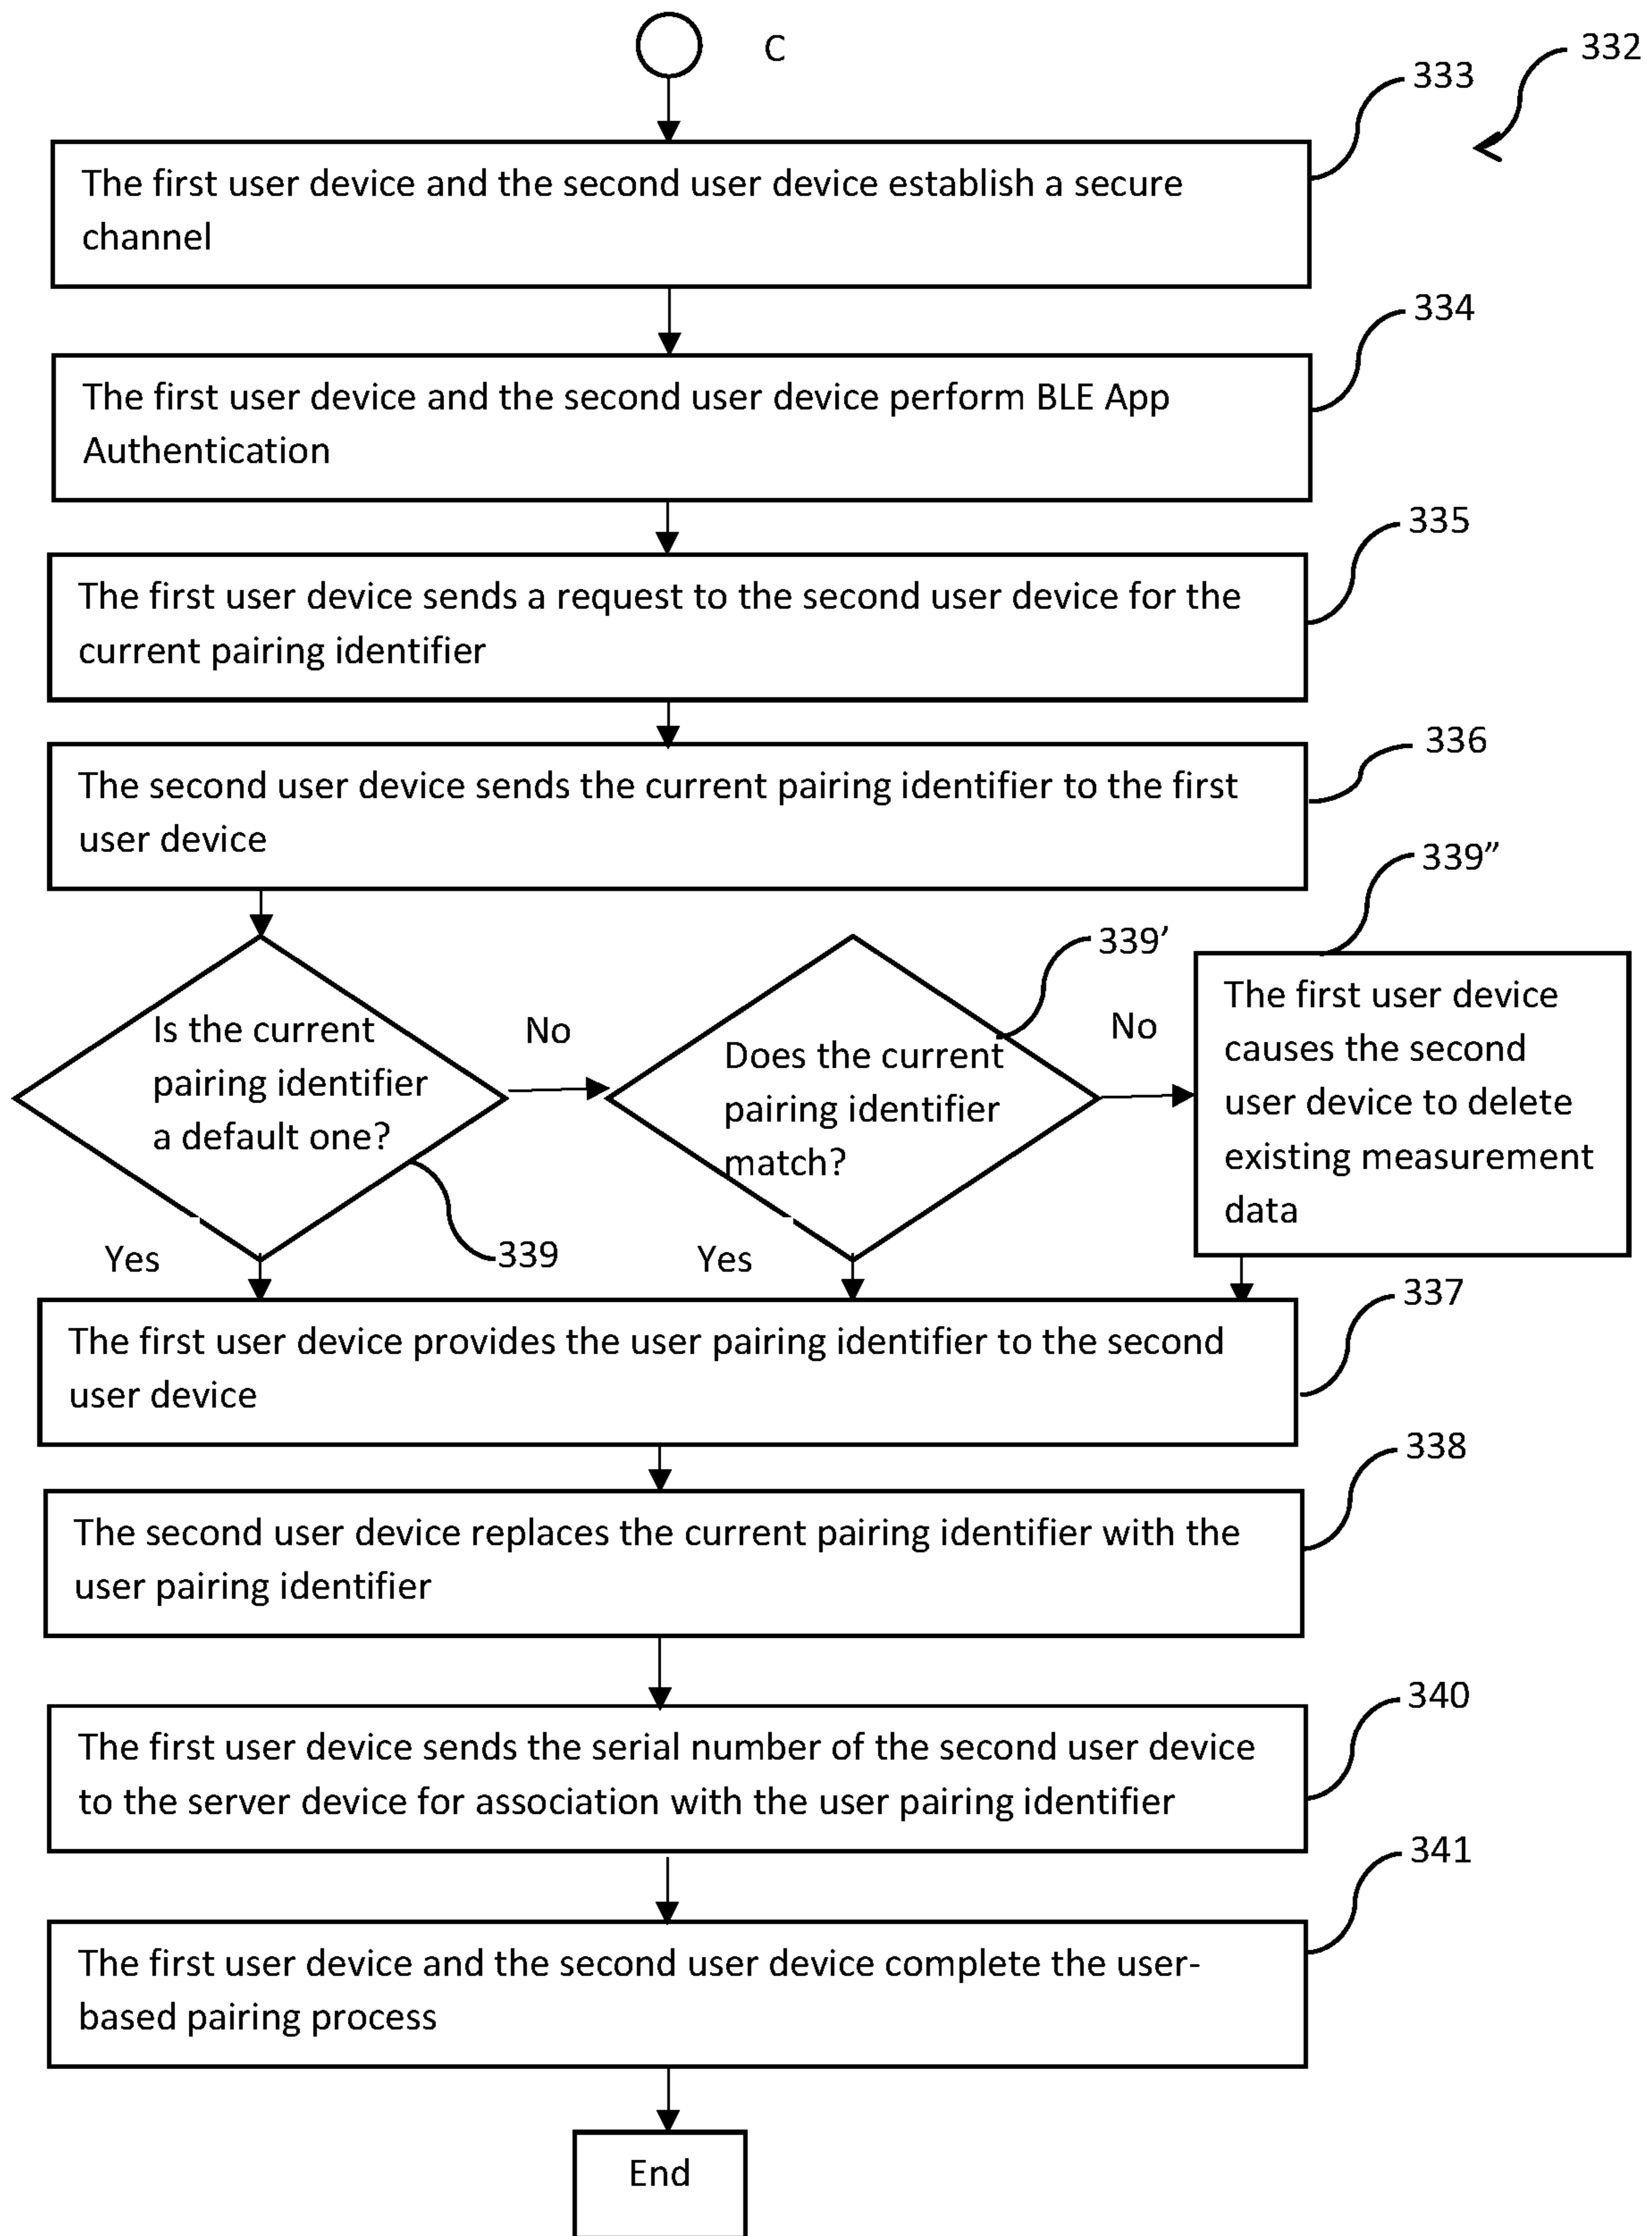 C
332
333
The first user device and the second user device establish a secure
channel
334
The first user device and the second user device perform BLE App
Authentication
335
The first user device sends a request to the second user device for the
current pairing identifier
336
The second user device sends the current pairing identifier to the first
user device
339”
339’
Is the current
pairing identifier
a default one?
No
Does the current
pairing identifier
match?
No
The first user device
causes the second
user device to delete
existing measurement
data
Yes
339
Yes
337
The first user device provides the user pairing identifier to the second
user device
338
The second user device replaces the current pairing identifier with the
user pairing identifier
340
The first user device sends the serial number of the second user device
to the server device for association with the user pairing identifier
341
The first user device and the second user device complete the user-
based pairing process
End